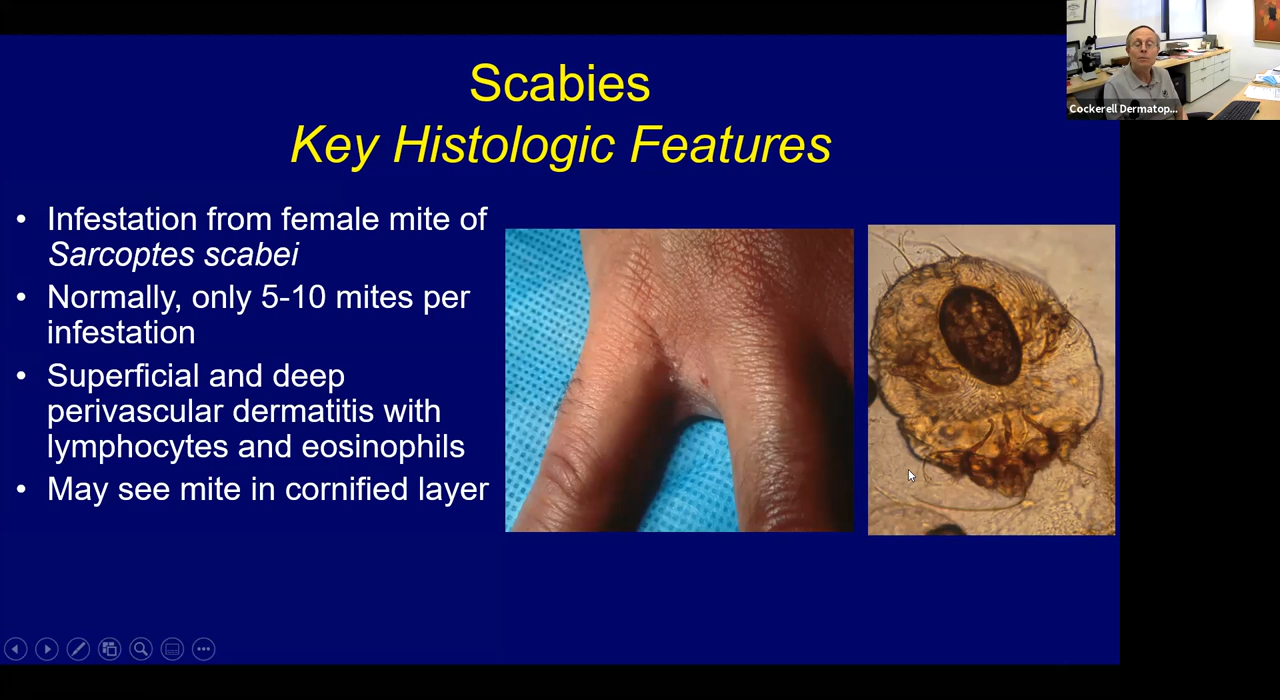 Scabies
Key Histologic Features
• Infestation from female mite of
Sarcoptes scabei
• Normally, only 5-10 mites per
infestation
• Superficial and deep
perivascular dermatitis with
lymphocytes and eosinophils
• May see mite in cornified layer
Cockerell Dermatop...